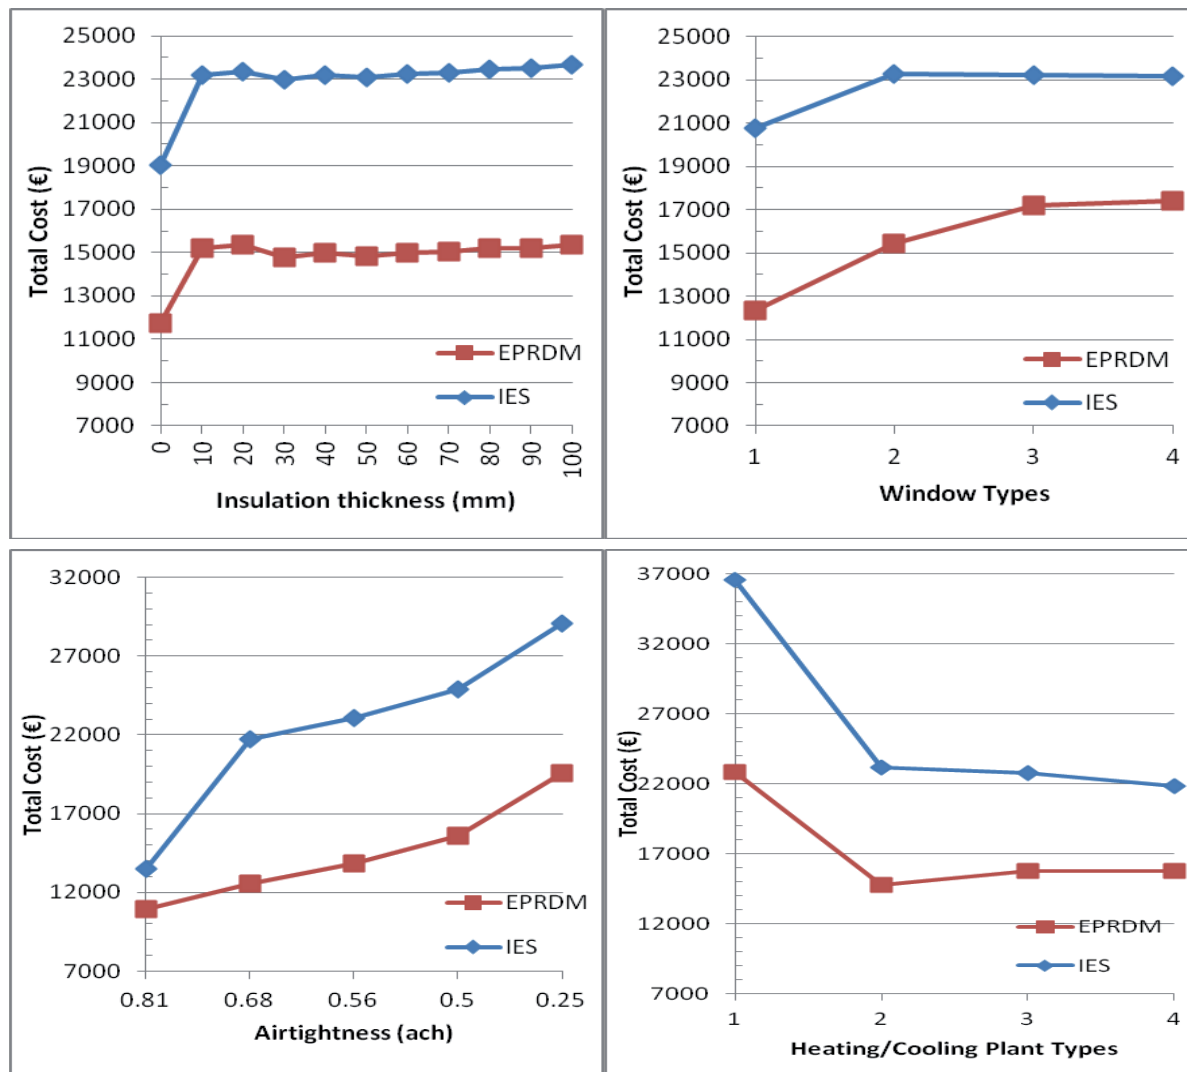 25000
23000
21000
19000
17000
15000
13000
11000
9000
7000
Total Cost (€)
EPRDM
IES
0 10 20 30 40 50 60 70 80 90 100
Insulation thickness (mm)
25000
23000
21000
19000
17000
15000
13000
11000
9000
7000
Total Cost (€)
EPRDM
IES
1 2 3 4
Window Types
32000
27000
22000
17000
12000
7000
Total Cost (€)
EPRDM
IES
0.81 0.68 0.56 0.5 0.25
Airtightness (ach)
37000
32000
27000
22000
17000
12000
7000
Total Cost (€)
EPRDM
IES
1 2 3 4
Heating/Cooling Plant Types